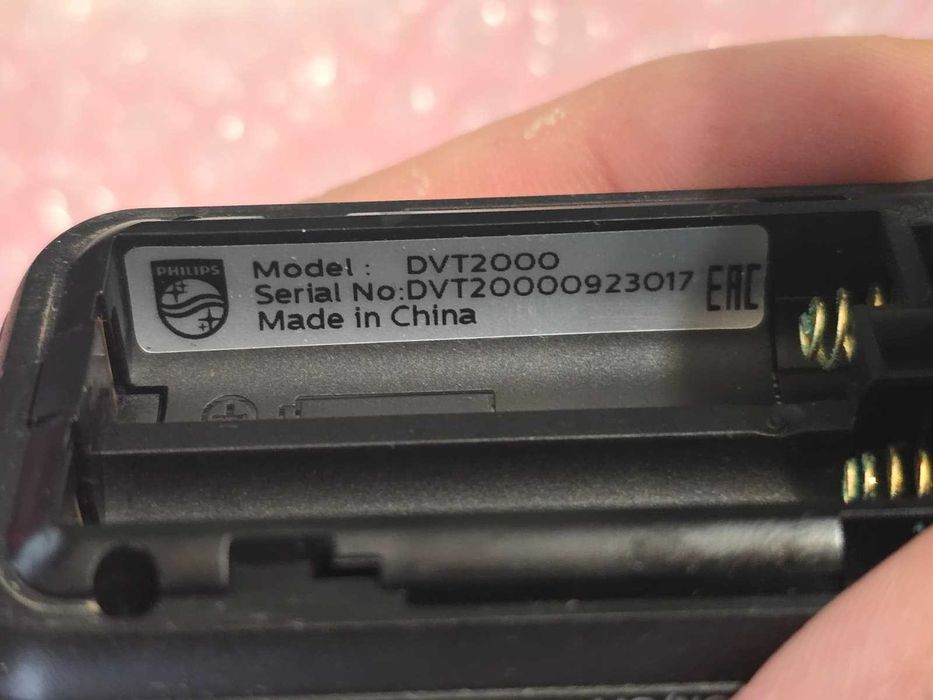 PHILIPS
Model : DVT2000
Serial No:DVT20000923017
Made in China
EAC